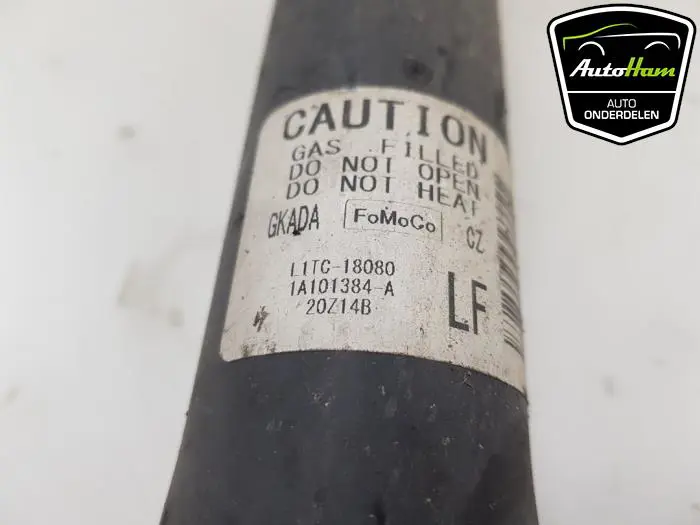 AutoHam
AUTO
ONDERDELEN
CAUTION
GAS FILLED
DO NOT OPEN
DO NOT HEAT
GKADA FoMoCo CZ
L1TC-18080
1A101384-A
20Z14B
LF